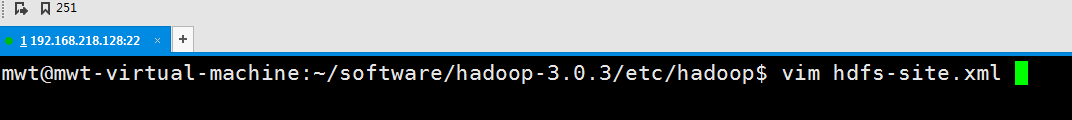 251
1 192.168.218.128:22 × +
mwt@mwt-virtual-machine:~/software/hadoop-3.0.3/etc/hadoop$ vim hdfs-site.xml